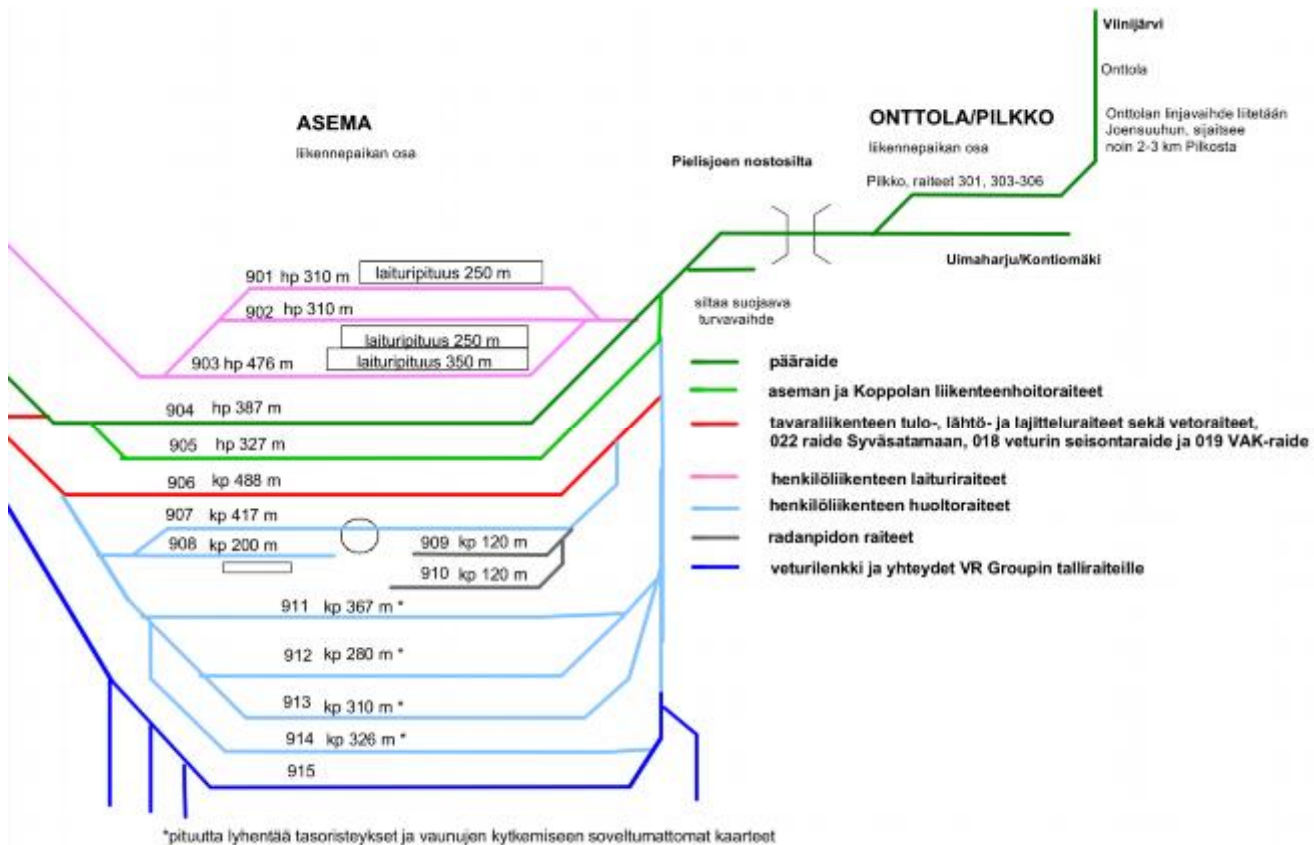 Viinijärvi
Onttola
ASEMA
liikennepaikan osa
ONTTOLA/PILKKO
liikennepaikan osa
Onttolan linjavaihde liitetään
Joensuuhun, sijaitsee
noin 2-3 km Pilkosta
Pielisjoen nostosilta
Pilkko, raiteet 301, 303-306
Uimaharju/Kontiomäki
901 hp 310 m
laituripituus 250 m
902 hp 310 m
siltaa suojaava
turvavaihde
laituripituus 250 m
903 hp 476 m
laituripituus 350 m
904 hp 387 m
905 hp 327 m
906 kp 488 m
907 kp 417 m
908 kp 200 m
909 kp 120 m
910 kp 120 m
911 kp 367 m *
912 kp 280 m *
913 kp 310 m *
914 kp 326 m *
915
pääraide
aseman ja Koppolan liikenteenhoitoraiteet
tavaraliikenteen tulo-, lähtö- ja lajitteluraiteet sekä vetoraiteet,
022 raide Syväsatamaan, 018 veturin seisontaraide ja 019 VAK-raide
henkilöliikenteen laituriraiteet
henkilöliikenteen huoltoraiteet
radanpidon raiteet
veturilenkki ja yhteydet VR Groupin talliraiteille
*pituutta lyhentää tasoristeykset ja vaunujen kytkemiseen soveltumattomat kaarteet